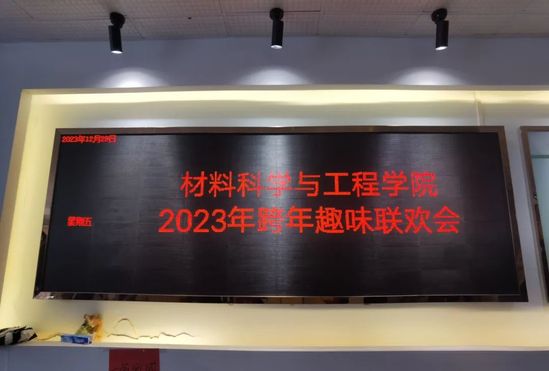 2023年12月29日
材料科学与工程学院
星期五
2023年跨年趣味联欢会